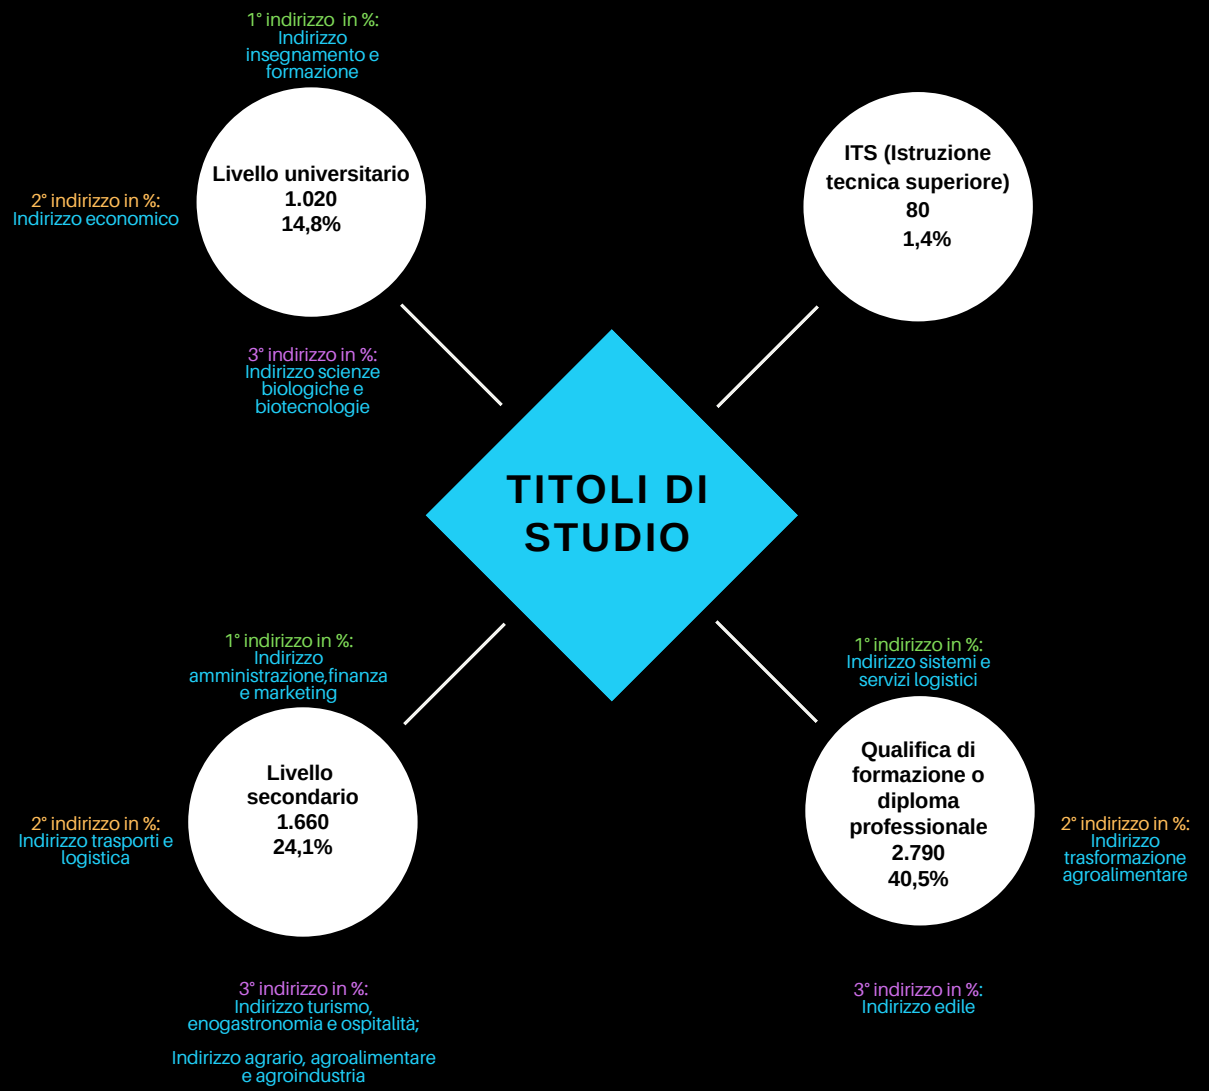 1° indirizzo in %:
Indirizzo
insegnamento e
formazione
Livello universitario
1.020
14,8%
2° indirizzo in %:
Indirizzo economico
3° indirizzo in %:
Indirizzo scienze
biologiche e
biotecnologie
ITS (Istruzione
tecnica superiore)
80
1,4%
TITOLI DI
STUDIO
1° indirizzo in %:
Indirizzo
amministrazione,finanza
e marketing
Livello
secondario
1.660
24,1%
2° indirizzo in %:
Indirizzo trasporti e
logistica
3° indirizzo in %:
Indirizzo turismo,
enogastronomia e ospitalità;
Indirizzo agrario, agroalimentare
e agroindustria
1° indirizzo in %:
Indirizzo sistemi e
servizi logistici
Qualifica di
formazione o
diploma
professionale
2.790
40,5%
2° indirizzo in %:
Indirizzo
trasformazione
agroalimentare
3° indirizzo in %:
Indirizzo edile